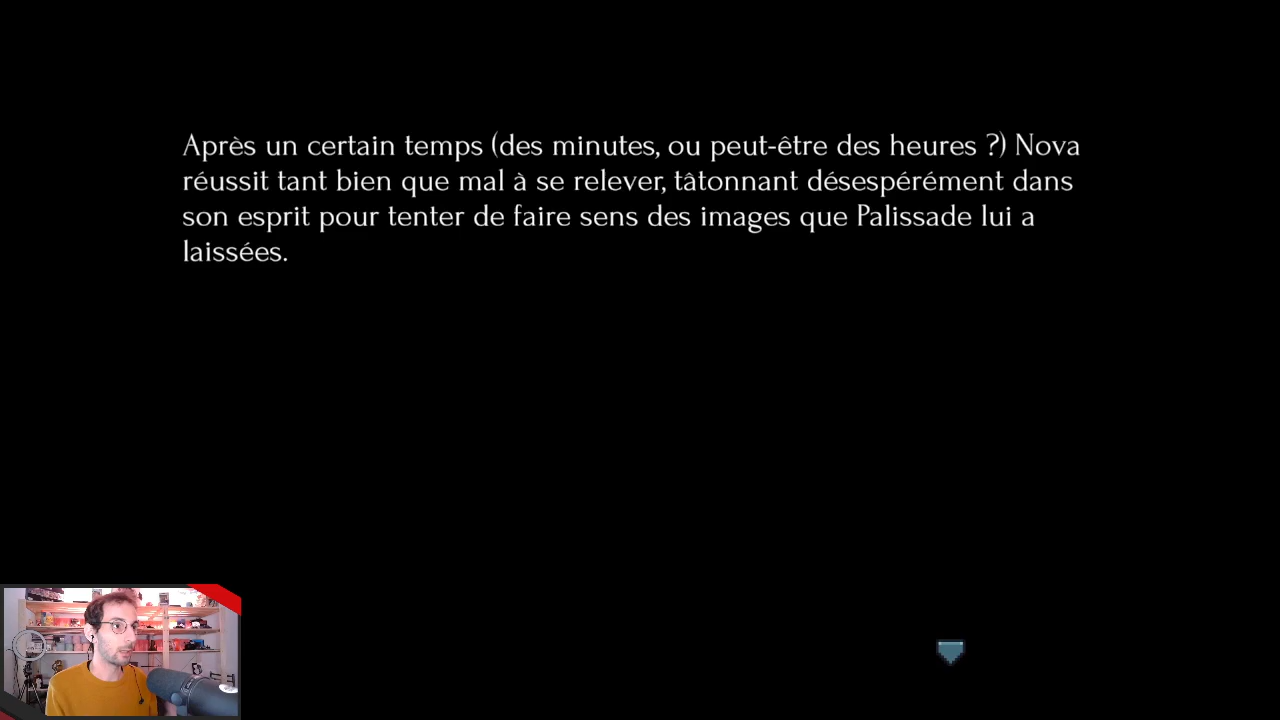 Après un certain temps (des minutes, ou peut-être des heures ?) Nova
réussit tant bien que mal à se relever, tâtonnant désespérément dans
son esprit pour tenter de faire sens des images que Palissade lui a
laissées.